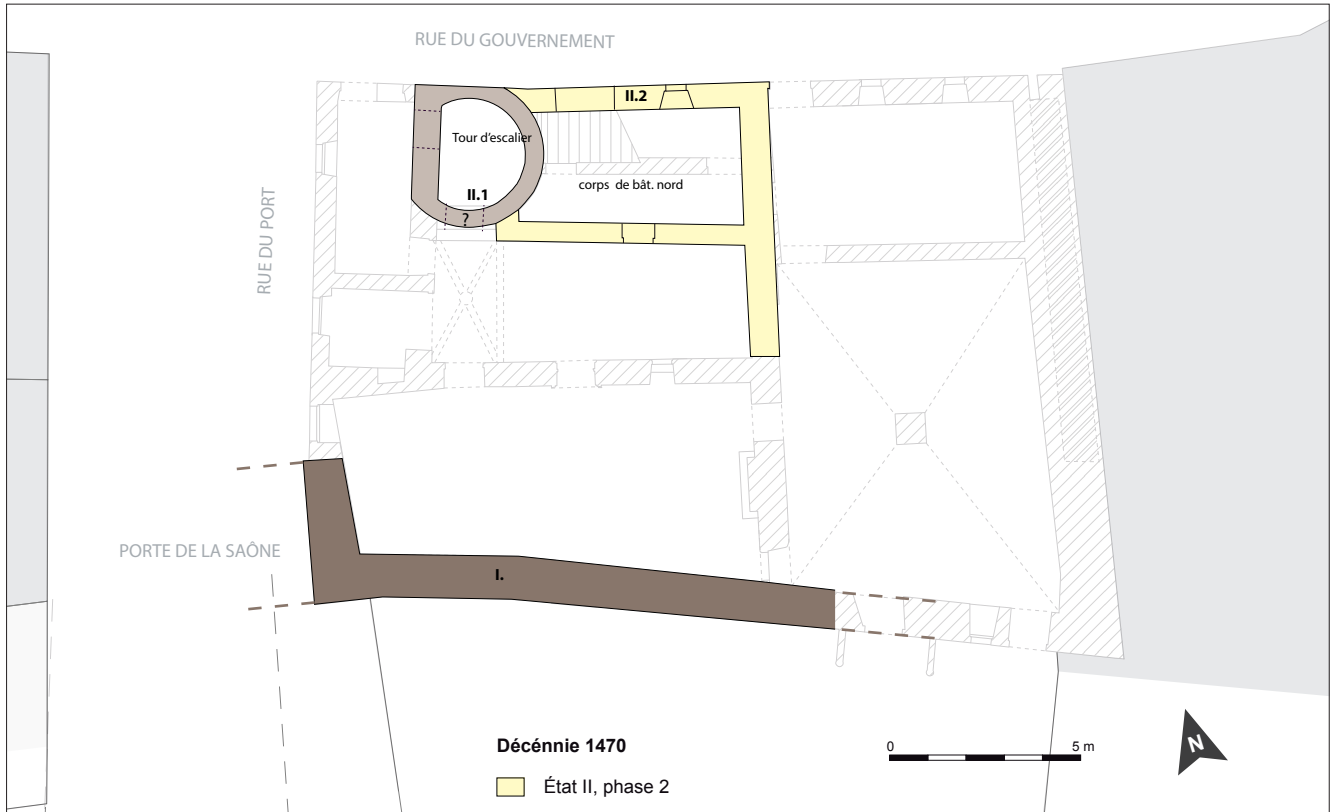 RUE DU GOUVERNEMENT
II.2
Tour d'escalier
corps de bât. nord
II.1
?
RUE DU PORT
PORTE DE LA SAÔNE
I.
Décénnie 1470
0 5 m
N
État II, phase 2